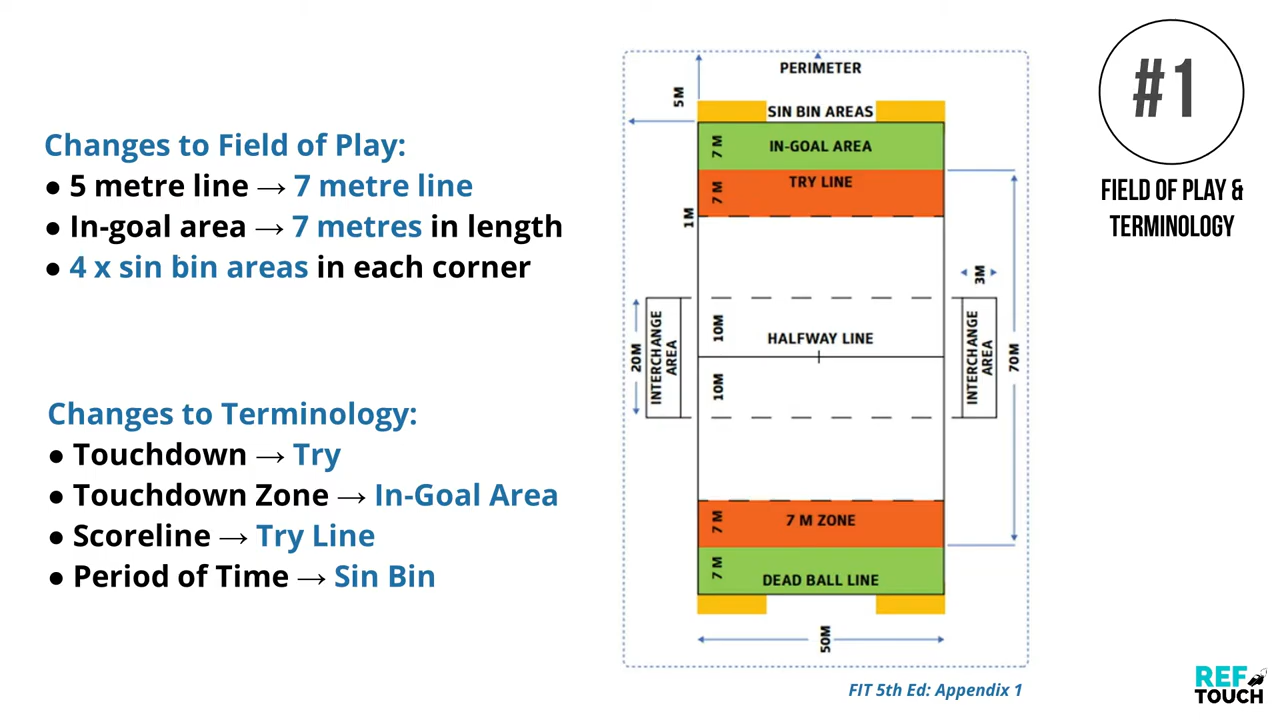 Changes to Field of Play:
● 5 metre line → 7 metre line
● In-goal area → 7 metres in length
● 4 x sin bin areas in each corner
Changes to Terminology:
● Touchdown → Try
● Touchdown Zone → In-Goal Area
● Scoreline → Try Line
● Period of Time → Sin Bin
PERIMETER
5M
SIN BIN AREAS
7 M
IN-GOAL AREA
7 M
TRY LINE
1M
3M
10M
HALFWAY LINE
20M
INTERCHANGE
AREA
INTERCHANGE
AREA
70M
10M
7 M
7 M ZONE
7 M
DEAD BALL LINE
50M
FIT 5th Ed: Appendix 1
#1
FIELD OF PLAY &
TERMINOLOGY
REF
TOUCH